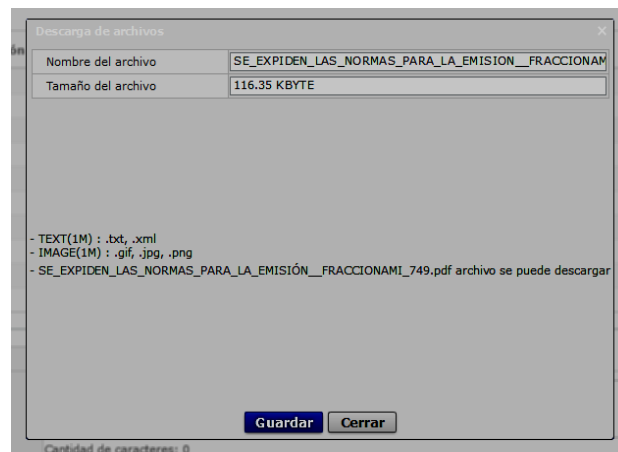 Descarga de archivos X
ón
Nombre del archivo SE_EXPIDEN_LAS_NORMAS_PARA_LA_EMISION__FRACCIONAM
Tamaño del archivo 116.35 KBYTE
- TEXT(1M) : .txt, .xml
- IMAGE(1M) : .gif, .jpg, .png
- SE_EXPIDEN_LAS_NORMAS_PARA_LA_EMISIÓN__FRACCIONAMI_749.pdf archivo se puede descargar
Guardar Cerrar
Cantidad de caracteres: 0